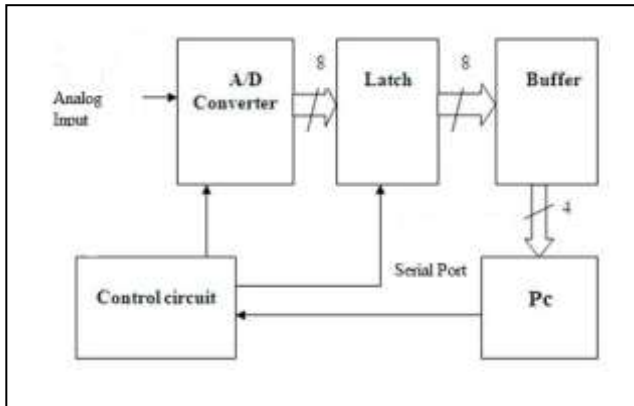 A/D
Converter
8
Latch
8
Buffer
Analog
Input
4
Serial Port
Control circuit
Pc